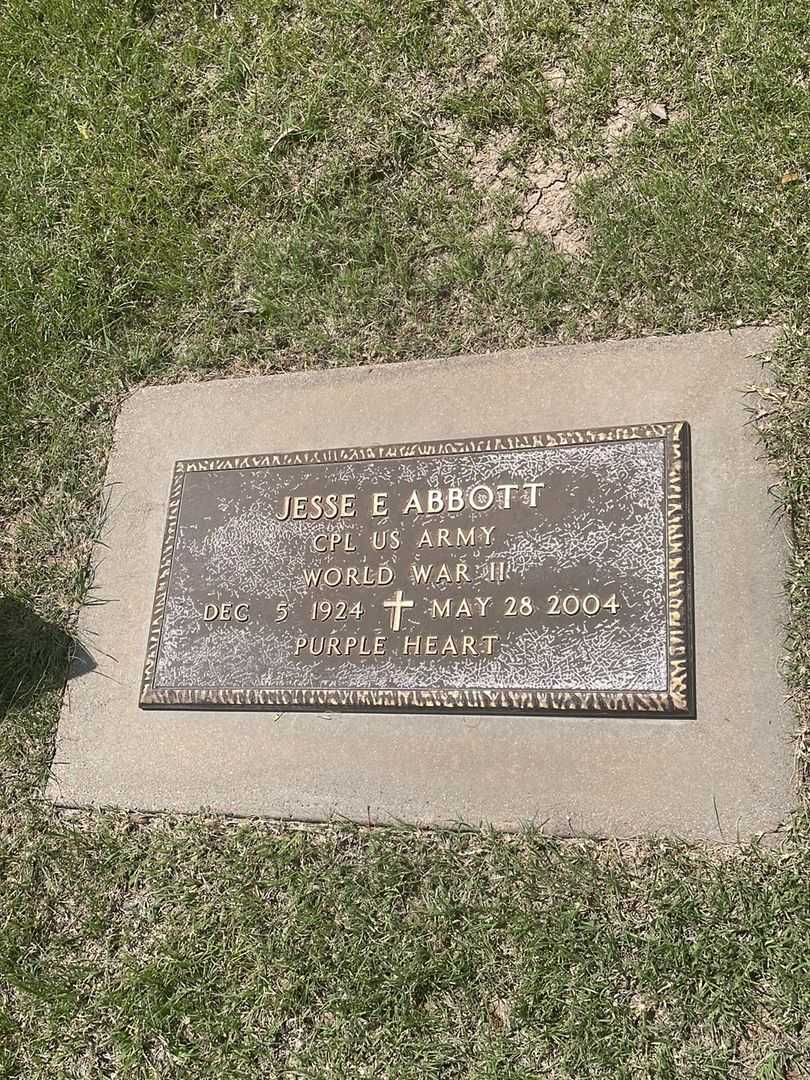 JESSE E ABBOTT
CPL US ARMY
WORLD WAR II
DEC 5 1924 MAY 28 2004
PURPLE HEART